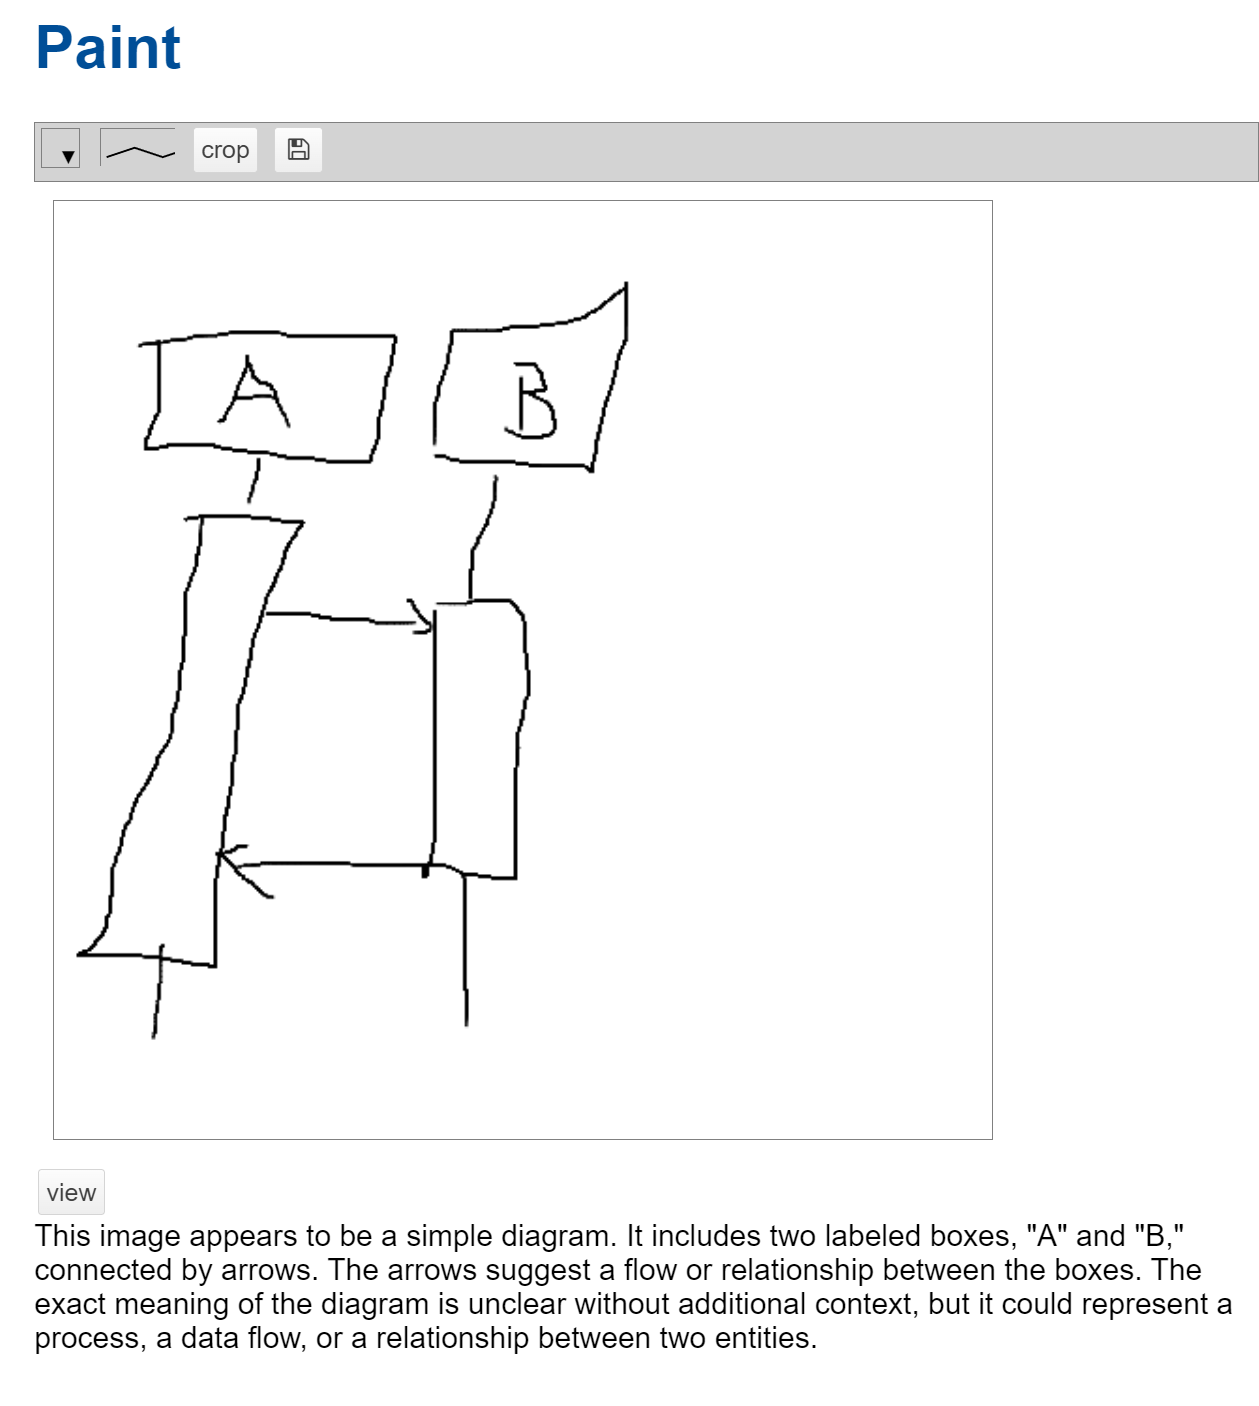 Paint
crop
A
B
view
This image appears to be a simple diagram. It includes two labeled boxes, "A" and "B,"
connected by arrows. The arrows suggest a flow or relationship between the boxes. The
exact meaning of the diagram is unclear without additional context, but it could represent a
process, a data flow, or a relationship between two entities.